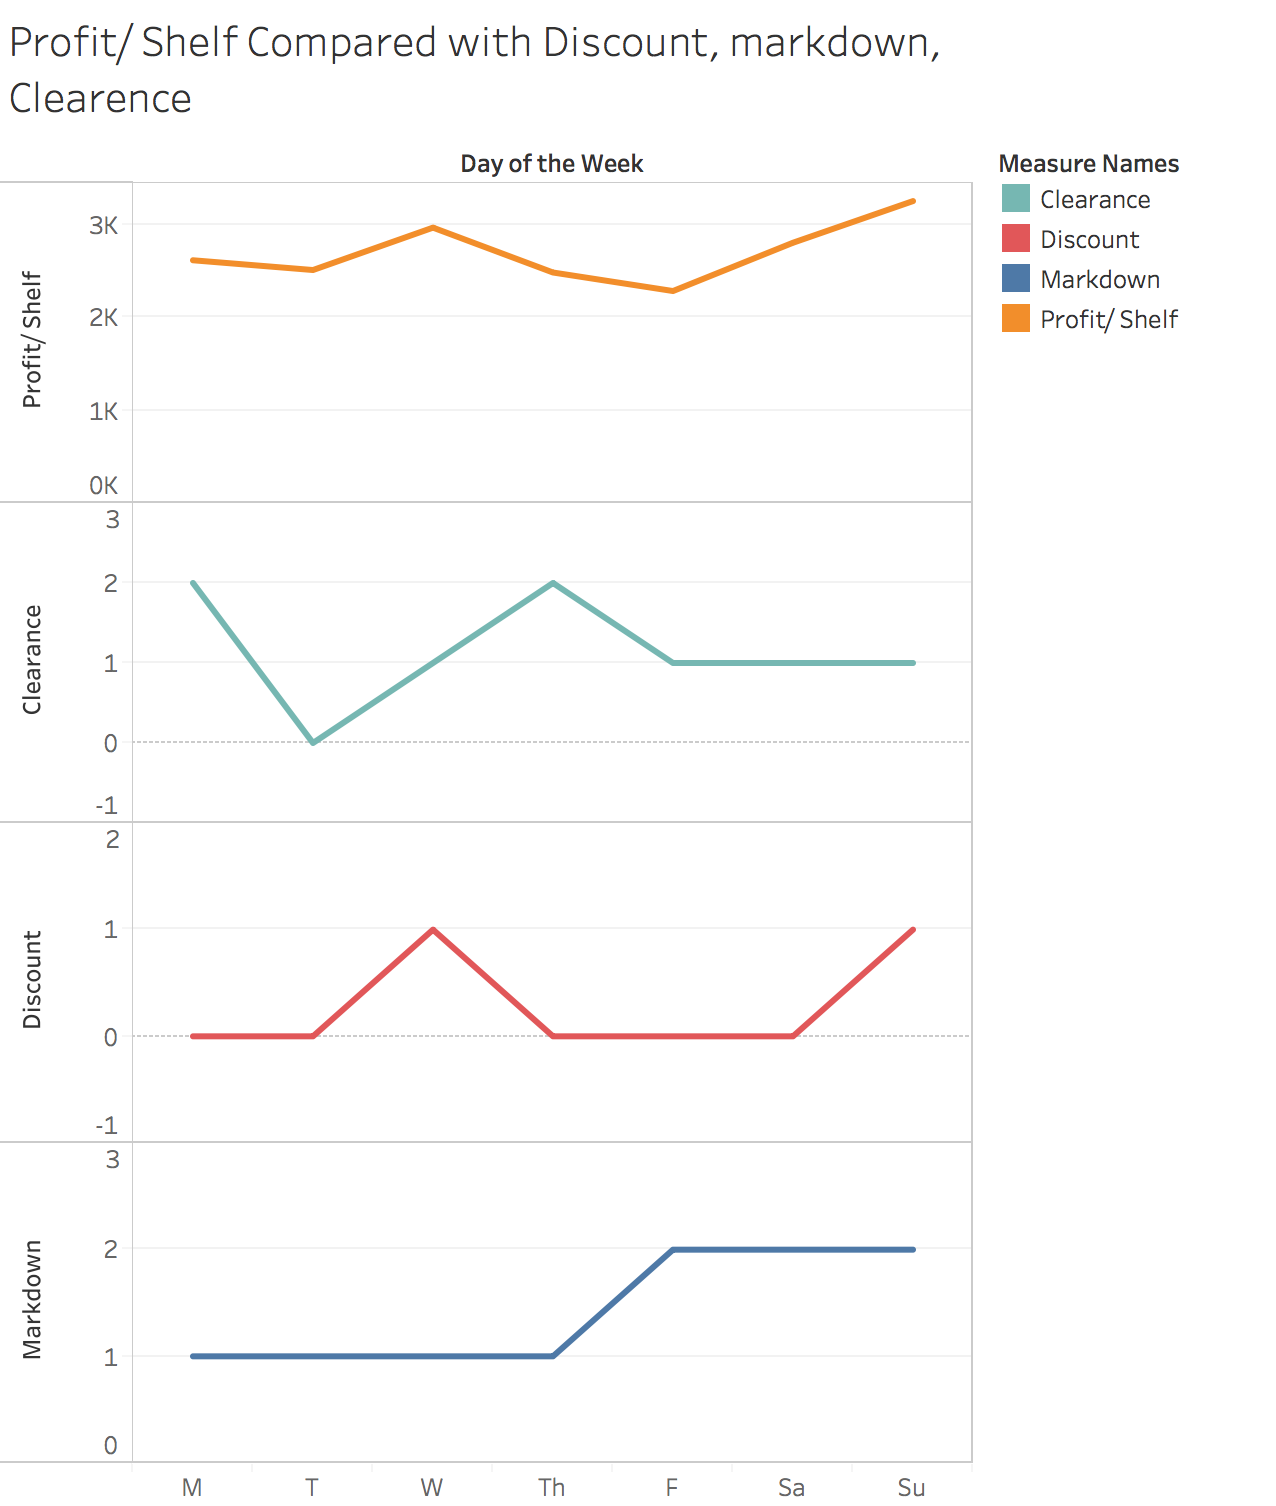 Profit/ Shelf Compared with Discount, markdown,
Clearence
Day of the Week
Measure Names
Clearance
Discount
Markdown
Profit/ Shelf
Profit/ Shelf
3K
2K
1K
0K
Clearance
3
2
1
0
-1
Discount
2
1
0
-1
Markdown
3
2
1
0
M T W Th F Sa Su